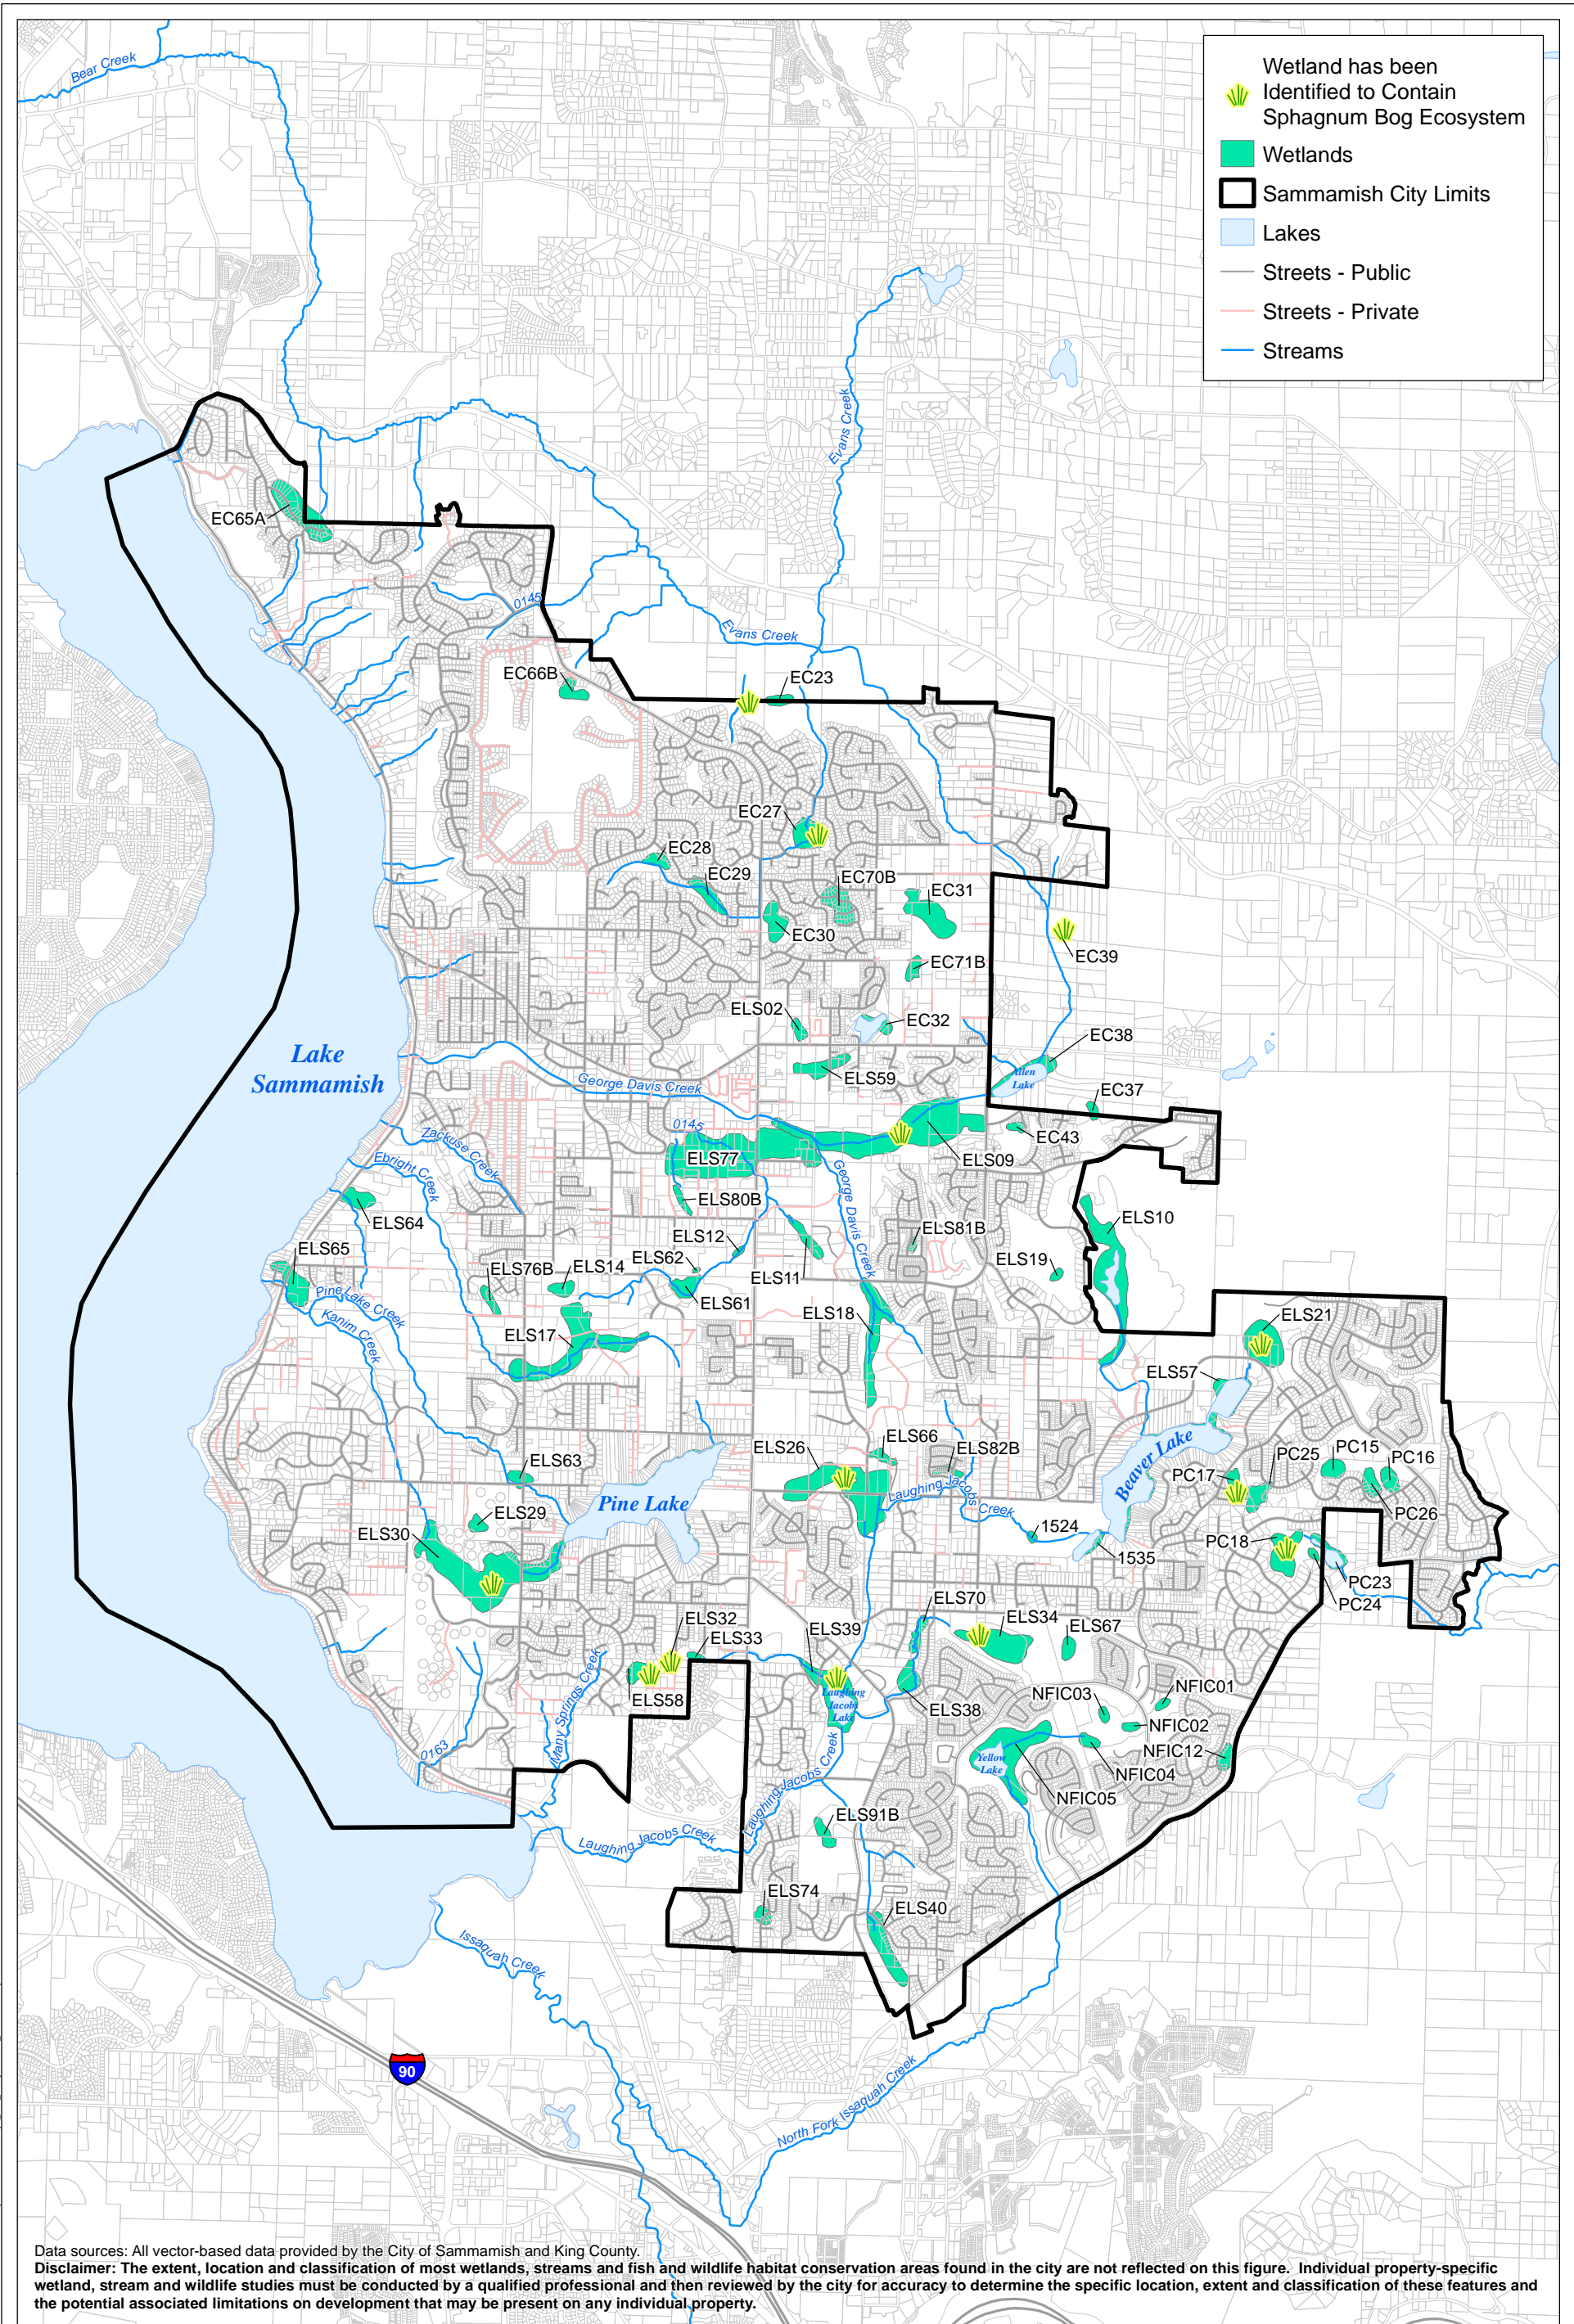 Wetland has been
Identified to Contain
Sphagnum Bog Ecosystem
Wetlands
Sammamish City Limits
Lakes
Streets - Public
Streets - Private
Streams
Bear Creek
Evans Creek
EC65A
0145
Evans Creek
EC66B
EC23
EC27
EC28
EC29
EC70B
EC31
EC30
EC39
EC71B
ELS02
EC32
EC38
Lake
Sammamish
ELS59
Allen
Lake
George Davis Creek
EC37
0145
EC43
Zackuse Creek
ELS77
ELS09
Ebright Creek
George Davis Creek
ELS80B
ELS64
ELS10
ELS12
ELS81B
ELS65
ELS62
ELS19
ELS76B
ELS14
ELS11
Pine Lake Creek
ELS61
Kanim Creek
ELS18
ELS21
ELS17
ELS57
ELS66
ELS26
ELS82B
Beaver Lake
PC15
PC25
PC16
ELS63
PC17
Laughing Jacobs Creek
Pine Lake
ELS29
PC26
1524
ELS30
PC18
1535
PC23
PC24
ELS70
ELS32
ELS34
ELS67
ELS39
ELS33
Many Springs Creek
NFIC01
NFIC03
ELS58
Laughing
Jacobs
Lake
ELS38
NFIC02
0163
NFIC12
Yellow
Lake
NFIC04
NFIC05
Laughing Jacobs Creek
ELS91B
Laughing Jacobs Creek
ELS74
ELS40
Issaquah Creek
90
North Fork Issaquah Creek
Data sources: All vector-based data provided by the City of Sammamish and King County.
Disclaimer: The extent, location and classification of most wetlands, streams and fish and wildlife habitat conservation areas found in the city are not reflected on this figure. Individual property-specific
wetland, stream and wildlife studies must be conducted by a qualified professional and then reviewed by the city for accuracy to determine the specific location, extent and classification of these features and
the potential associated limitations on development that may be present on any individual property.